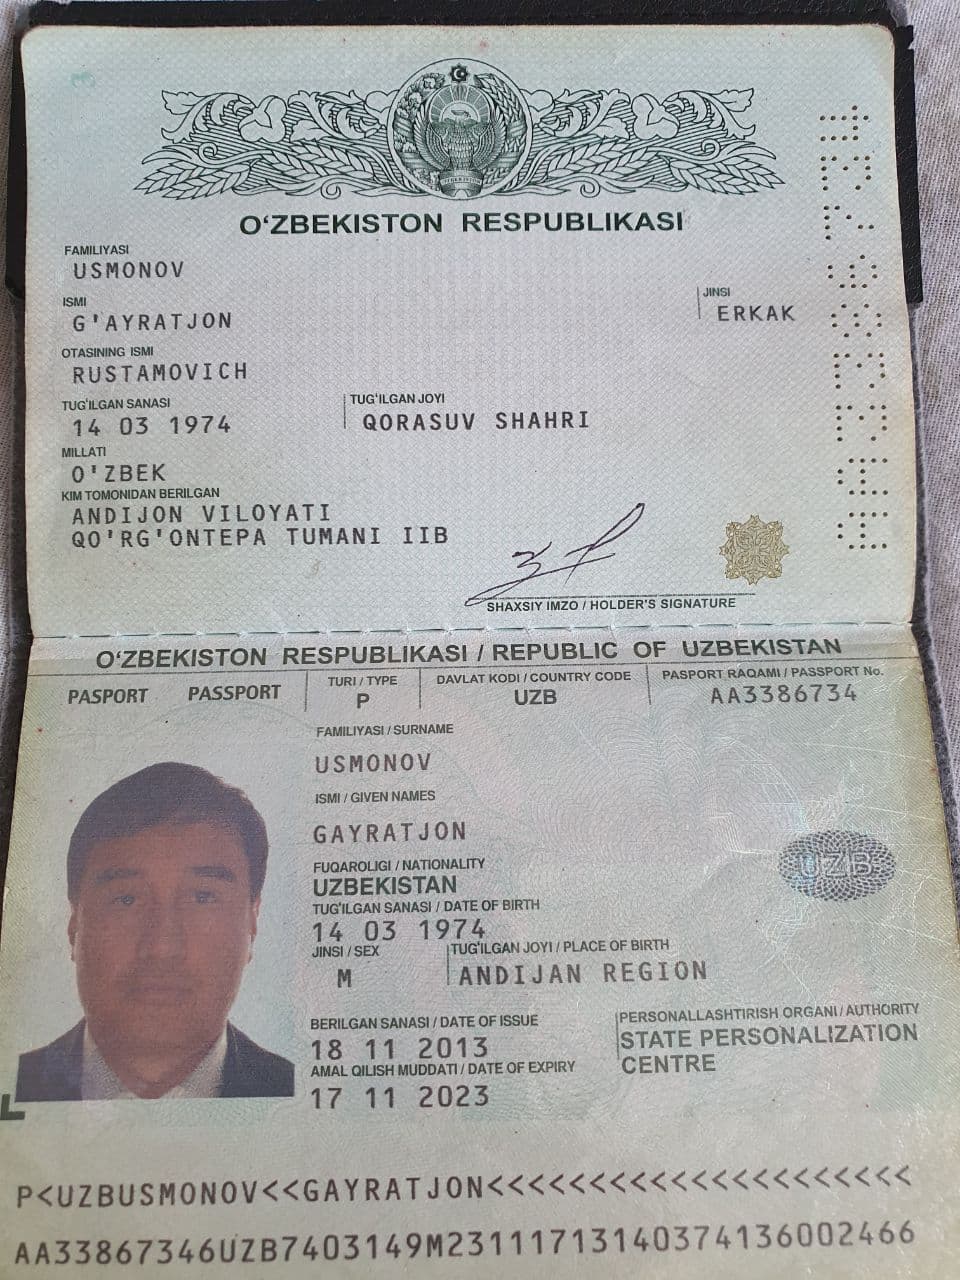 O‘ZBEKISTON RESPUBLIKASI
FAMILIYASI
USMONOV
ISMI
G'AYRATJON
JINSI
ERKAK
OTASINING ISMI
RUSTAMOVICH
TUG‘ILGAN SANASI
14 03 1974
TUG‘ILGAN JOYI
QORASUV SHAHRI
MILLATI
O'ZBEK
KIM TOMONIDAN BERILGAN
ANDIJON VILOYATI
QO'RG'ONTEPA TUMANI IIB
SHAXSIY IMZO / HOLDER'S SIGNATURE
O‘ZBEKISTON RESPUBLIKASI / REPUBLIC OF UZBEKISTAN
PASPORT PASSPORT
TURI / TYPE
P
DAVLAT KODI / COUNTRY CODE
UZB
PASPORT RAQAMI / PASSPORT No.
AA3386734
FAMILIYASI / SURNAME
USMONOV
ISMI / GIVEN NAMES
GAYRATJON
FUQAROLIGI / NATIONALITY
UZBEKISTAN
UZB
TUG‘ILGAN SANASI / DATE OF BIRTH
14 03 1974
JINSI / SEX
M
TUG‘ILGAN JOYI / PLACE OF BIRTH
ANDIJAN REGION
BERILGAN SANASI / DATE OF ISSUE
18 11 2013
PERSONALLASHTIRISH ORGANI / AUTHORITY
STATE PERSONALIZATION
CENTRE
AMAL QILISH MUDDATI / DATE OF EXPIRY
17 11 2023
P<UZBUSMONOV<<GAYRATJON<<<<<<<<<<<<<<<<<<<<<
AA33867346UZB7403149M23111713140374136002466